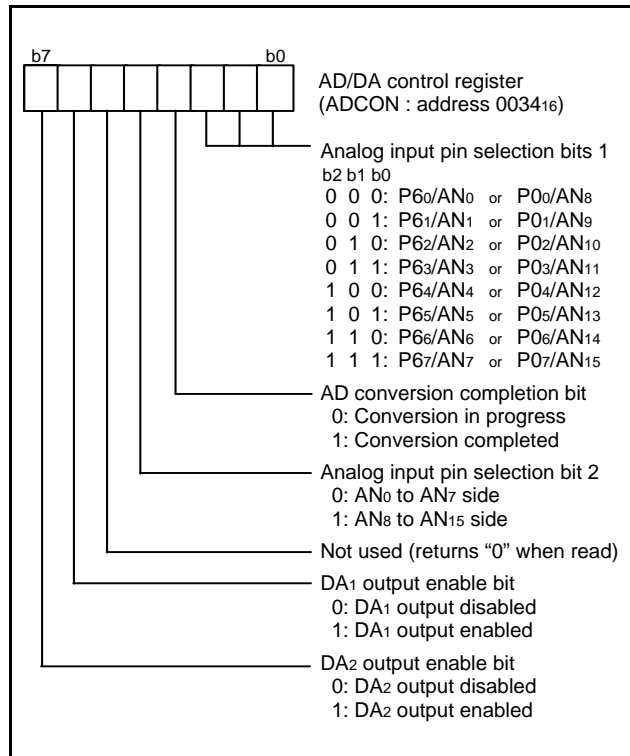 b7 b0
AD/DA control register
(ADCON : address 003416)
Analog input pin selection bits 1
b2 b1 b0
0 0 0: P60/AN0 or P00/AN8
0 0 1: P61/AN1 or P01/AN9
0 1 0: P62/AN2 or P02/AN10
0 1 1: P63/AN3 or P03/AN11
1 0 0: P64/AN4 or P04/AN12
1 0 1: P65/AN5 or P05/AN13
1 1 0: P66/AN6 or P06/AN14
1 1 1: P67/AN7 or P07/AN15
AD conversion completion bit
0: Conversion in progress
1: Conversion completed
Analog input pin selection bit 2
0: AN0 to AN7 side
1: AN8 to AN15 side
Not used (returns “0” when read)
DA1 output enable bit
0: DA1 output disabled
1: DA1 output enabled
DA2 output enable bit
0: DA2 output disabled
1: DA2 output enabled